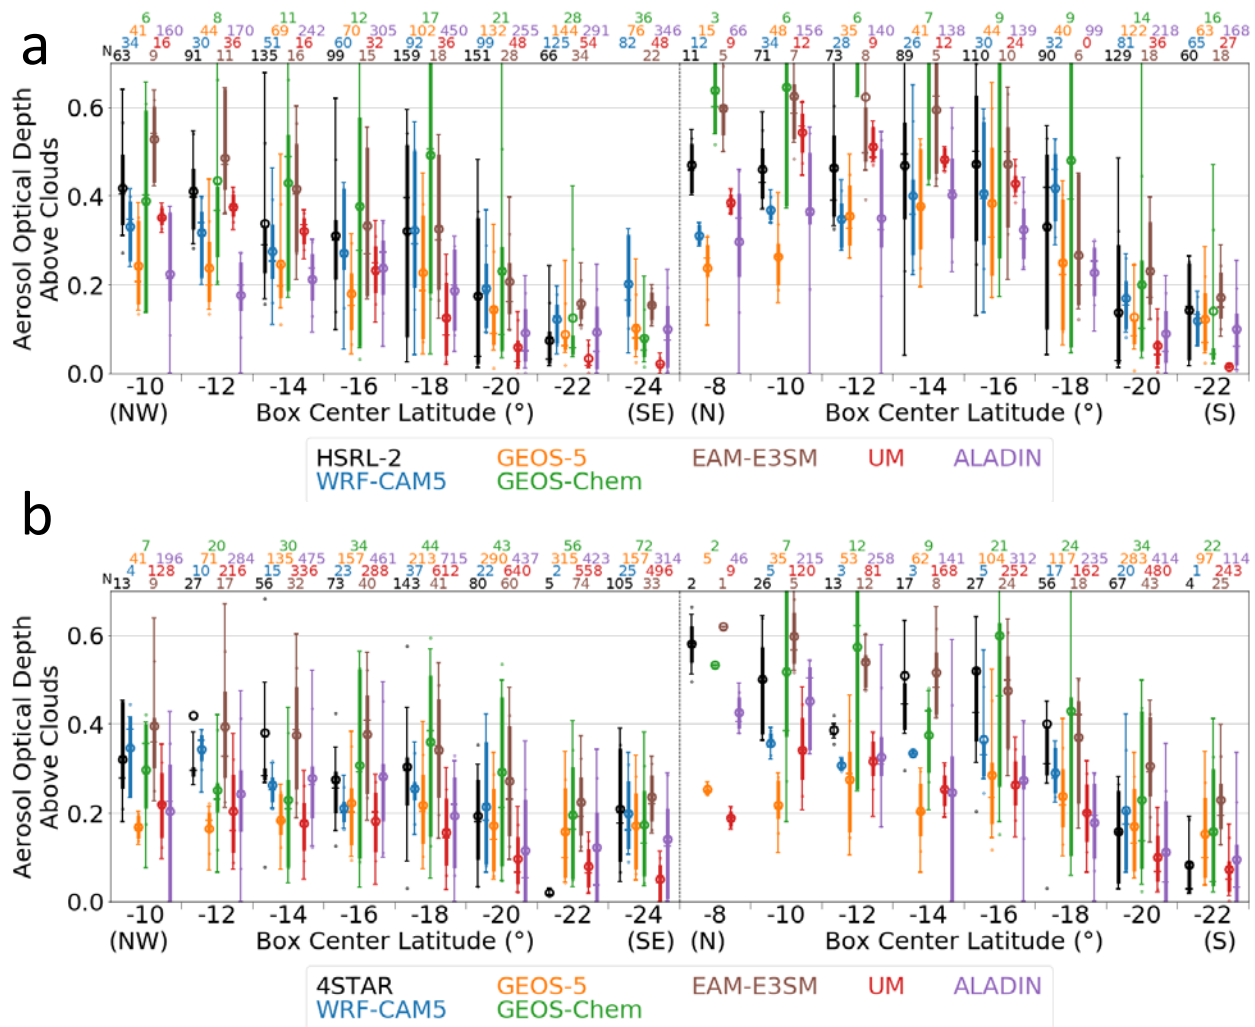 a
6 8 11 12 17 21 28 36 3 6 6 7 9 9 14 16
41 160 44 170 69 242 70 305 102 450 132 255 144 291 76 346 15 66 48 156 36 140 41 138 56 139 40 99 122 218 63 168
34 16 30 36 51 16 60 32 92 36 99 48 125 54 82 48 12 9 34 12 28 9 26 12 30 24 32 0 81 36 65 27
N 63 9 91 11 135 16 99 15 159 18 151 28 66 34 22 11 5 71 7 73 8 89 5 110 10 90 6 129 18 60 18
Aerosol Optical Depth
Above Clouds
0.6
0.4
0.2
0.0
-10 -12 -14 -16 -18 -20 -22 -24 -8 -10 -12 -14 -16 -18 -20 -22
(NW) Box Center Latitude (°) (SE) (N) Box Center Latitude (°) (S)
HSRL-2 GEOS-5 EAM-E3SM UM ALADIN
WRF-CAM5 GEOS-Chem
b
7 20 30 34 44 43 56 72 2 7 12 9 21 24 34 22
41 196 71 284 135 475 157 461 213 715 290 437 315 423 157 314 5 46 35 215 53 258 62 141 104 312 117 235 283 414 97 114
4 128 10 216 15 336 23 288 37 612 22 640 2 558 25 496 9 5 120 3 81 3 168 5 252 17 162 20 480 1 243
N 13 9 27 17 56 32 73 40 143 41 80 60 5 74 105 33 2 1 26 5 13 12 17 8 27 24 56 18 67 43 4 25
Aerosol Optical Depth
Above Clouds
0.6
0.4
0.2
0.0
-10 -12 -14 -16 -18 -20 -22 -24 -8 -10 -12 -14 -16 -18 -20 -22
(NW) Box Center Latitude (°) (SE) (N) Box Center Latitude (°) (S)
4STAR GEOS-5 EAM-E3SM UM ALADIN
WRF-CAM5 GEOS-Chem